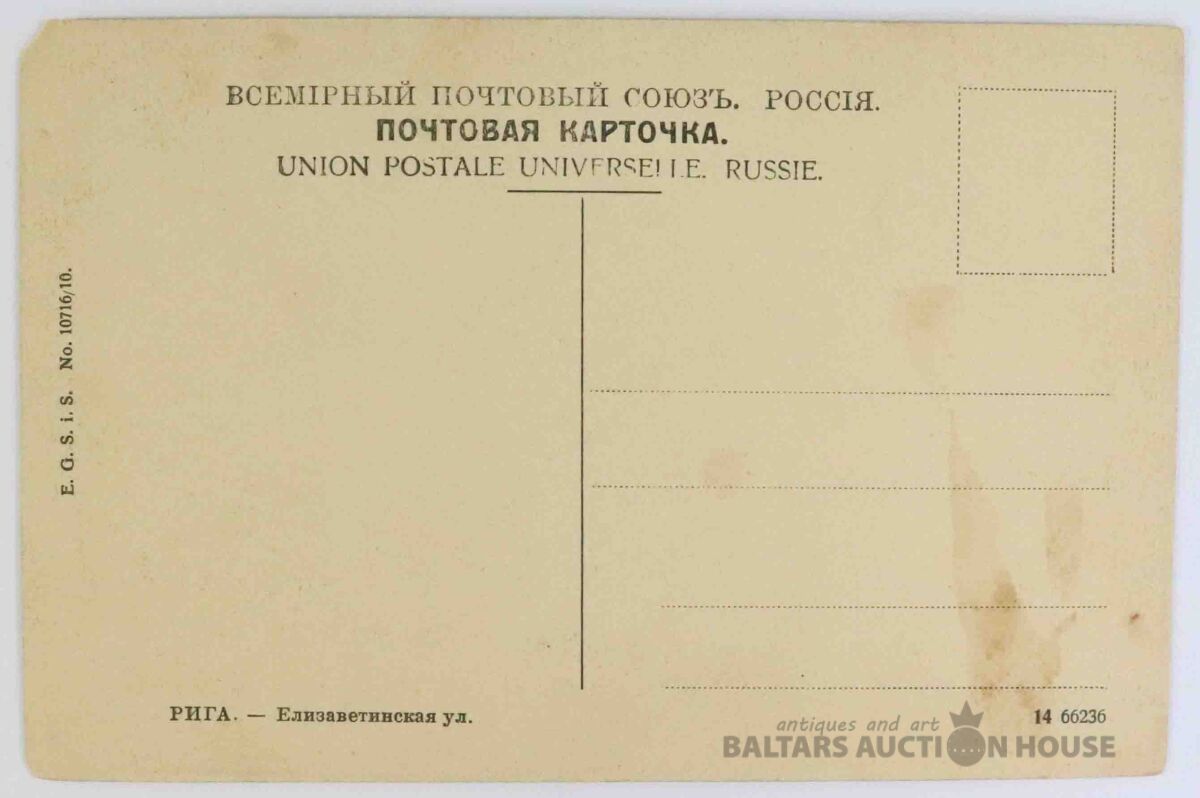 ВСЕМІРНЫЙ ПОЧТОВЫЙ СОЮЗЪ. РОССІЯ.
ПОЧТОВАЯ КАРТОЧКА.
UNION POSTALE UNIVERSELLE. RUSSIE.
E. G. S. i. S. No. 10716/10.
РИГА. — Елизаветинская ул.
14 66236
antiques and art
BALTARS AUCTION HOUSE